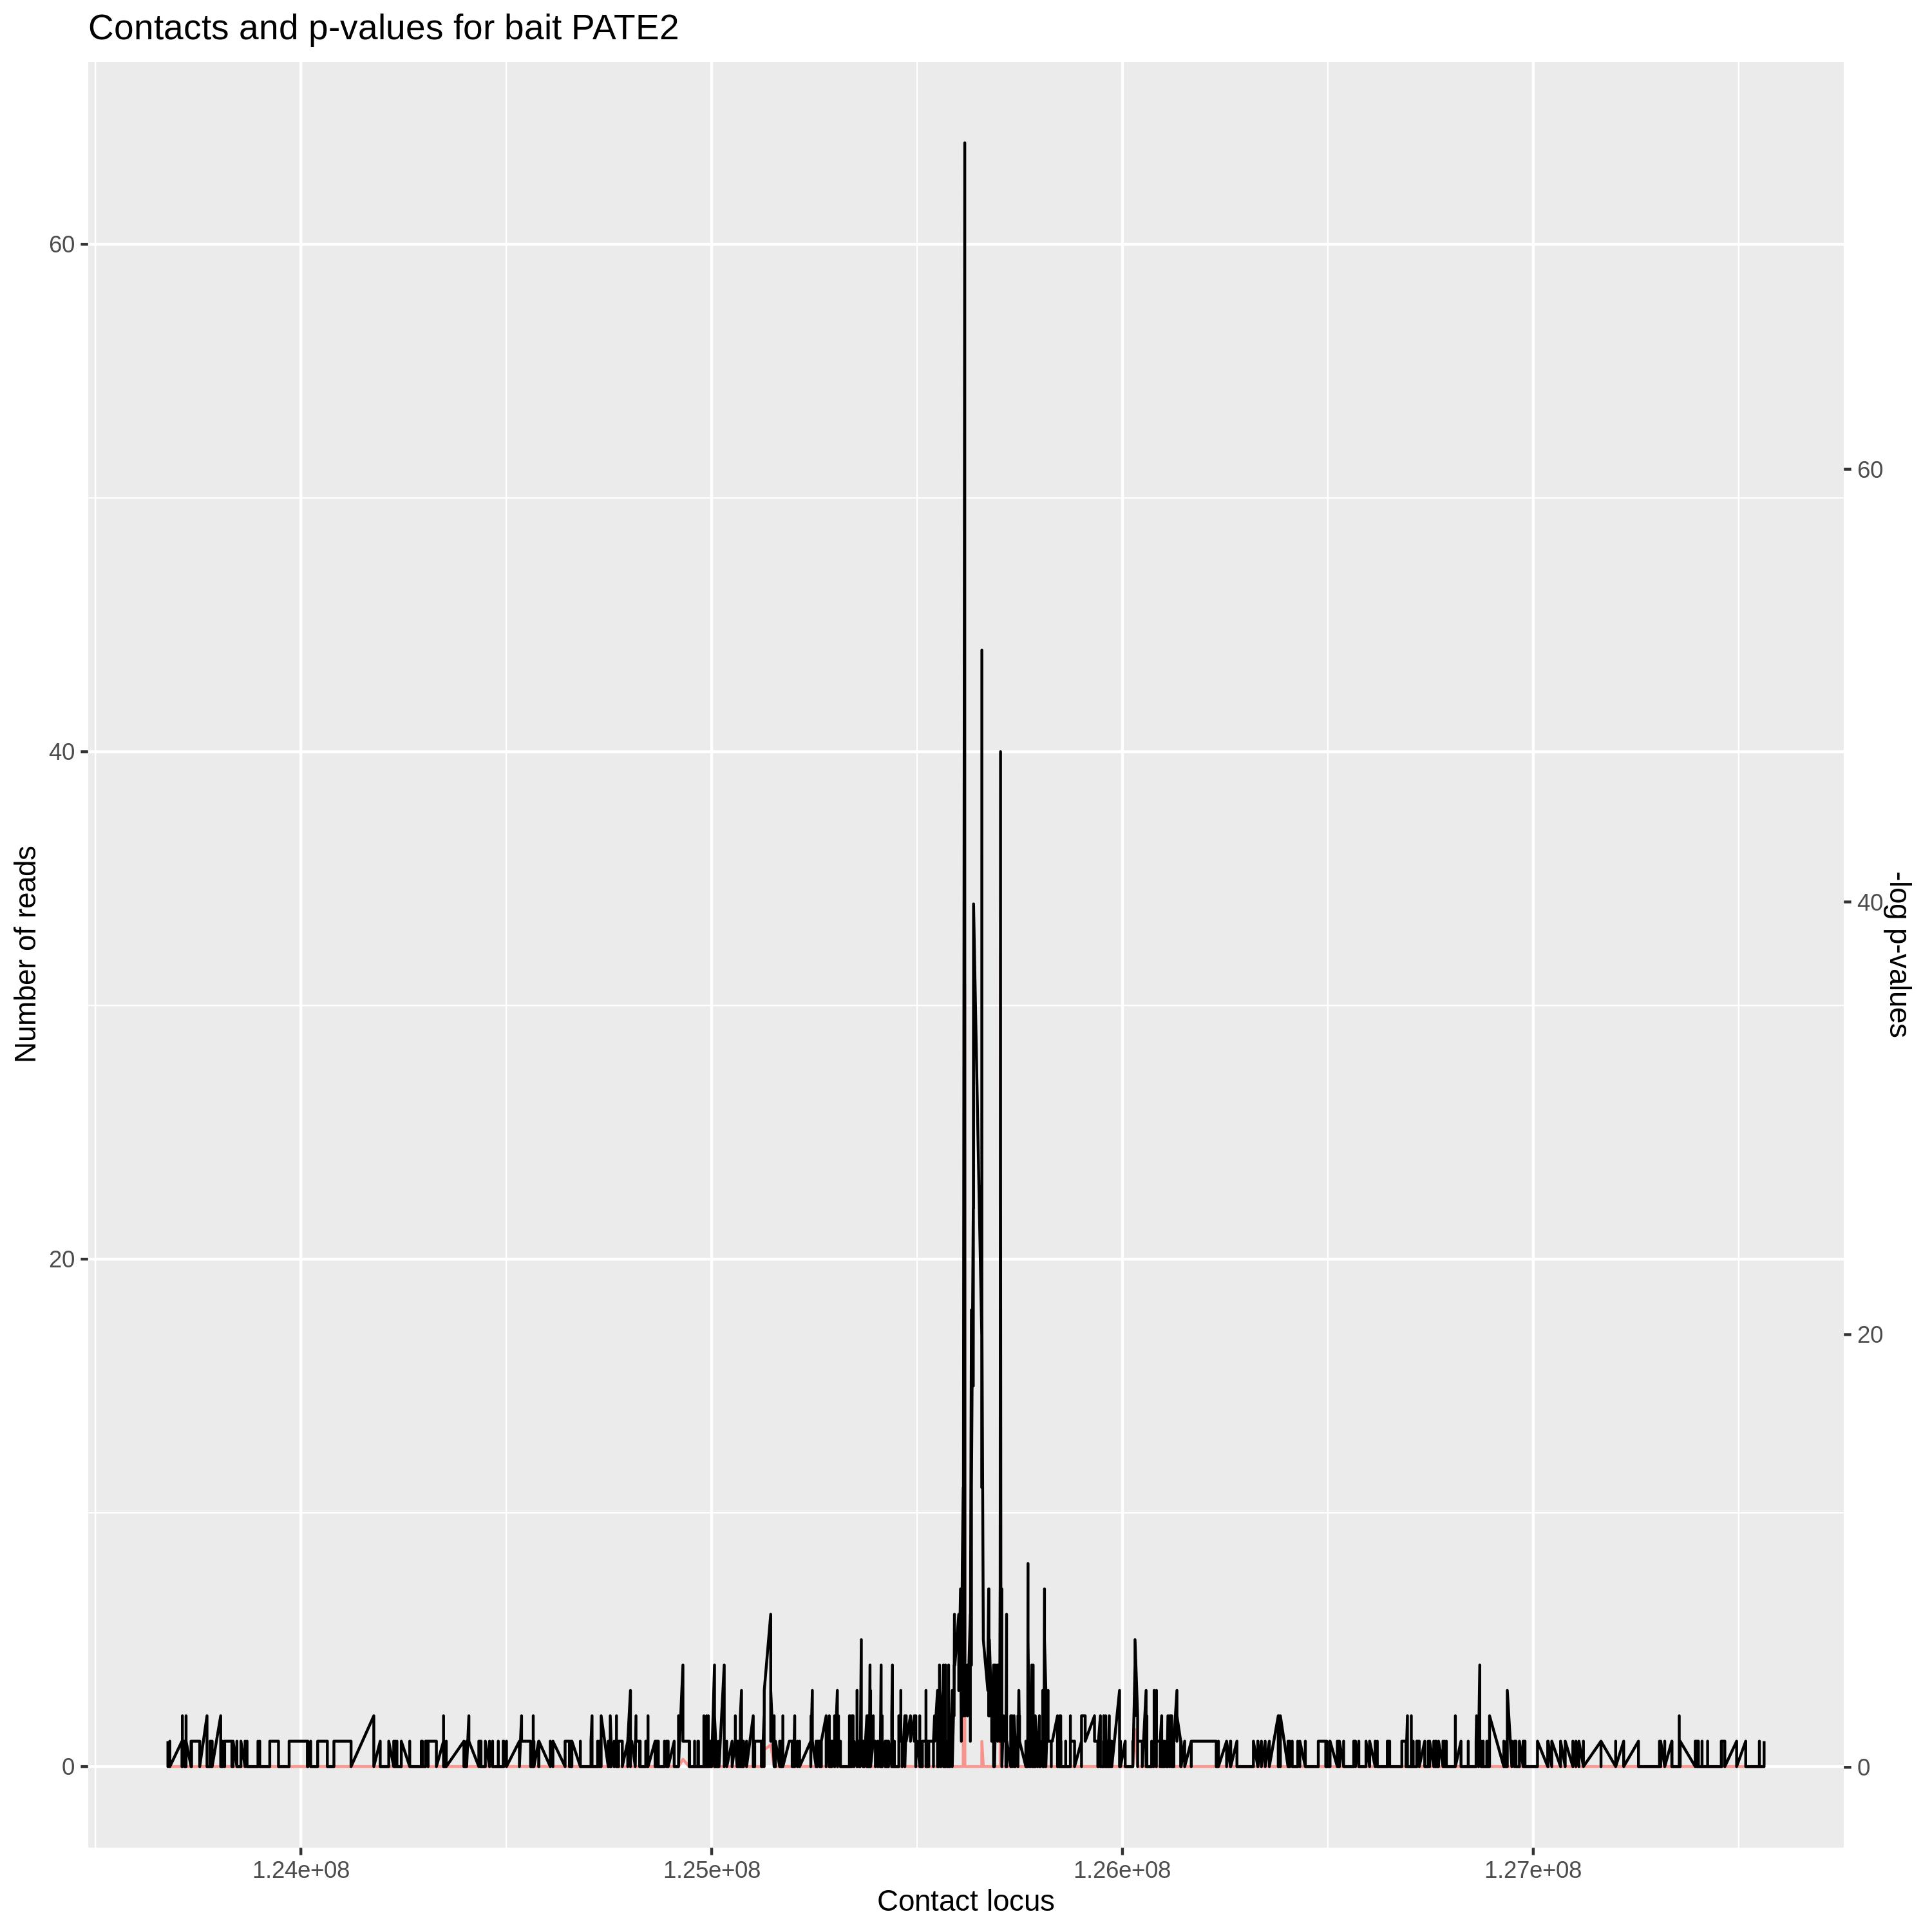 Contacts and p-values for bait PATE2
60
40
20
0
Number of reads
60
40
20
0
-log p-values
1.24e+08
1.25e+08
1.26e+08
1.27e+08
Contact locus